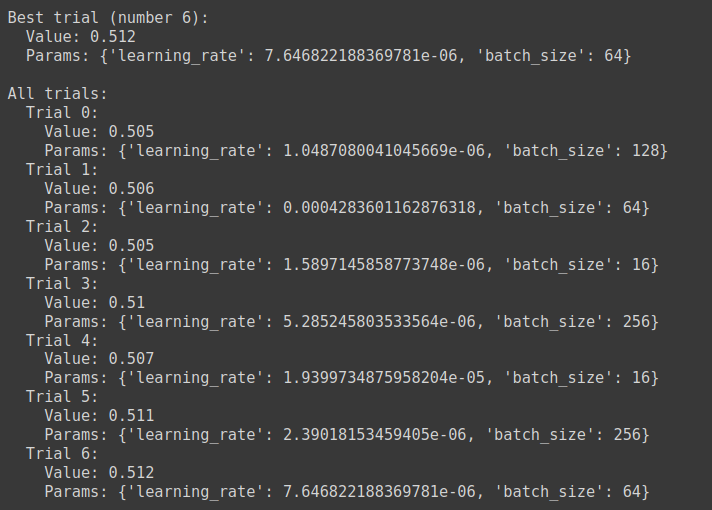 Best trial (number 6):
  Value: 0.512
  Params: {'learning_rate': 7.646822188369781e-06, 'batch_size': 64}

All trials:
  Trial 0:
    Value: 0.505
    Params: {'learning_rate': 1.0487080041045669e-06, 'batch_size': 128}
  Trial 1:
    Value: 0.506
    Params: {'learning_rate': 0.0004283601162876318, 'batch_size': 64}
  Trial 2:
    Value: 0.505
    Params: {'learning_rate': 1.5897145858773748e-06, 'batch_size': 16}
  Trial 3:
    Value: 0.51
    Params: {'learning_rate': 5.285245803533564e-06, 'batch_size': 256}
  Trial 4:
    Value: 0.507
    Params: {'learning_rate': 1.9399734875958204e-05, 'batch_size': 16}
  Trial 5:
    Value: 0.511
    Params: {'learning_rate': 2.39018153459405e-06, 'batch_size': 256}
  Trial 6:
    Value: 0.512
    Params: {'learning_rate': 7.646822188369781e-06, 'batch_size': 64}